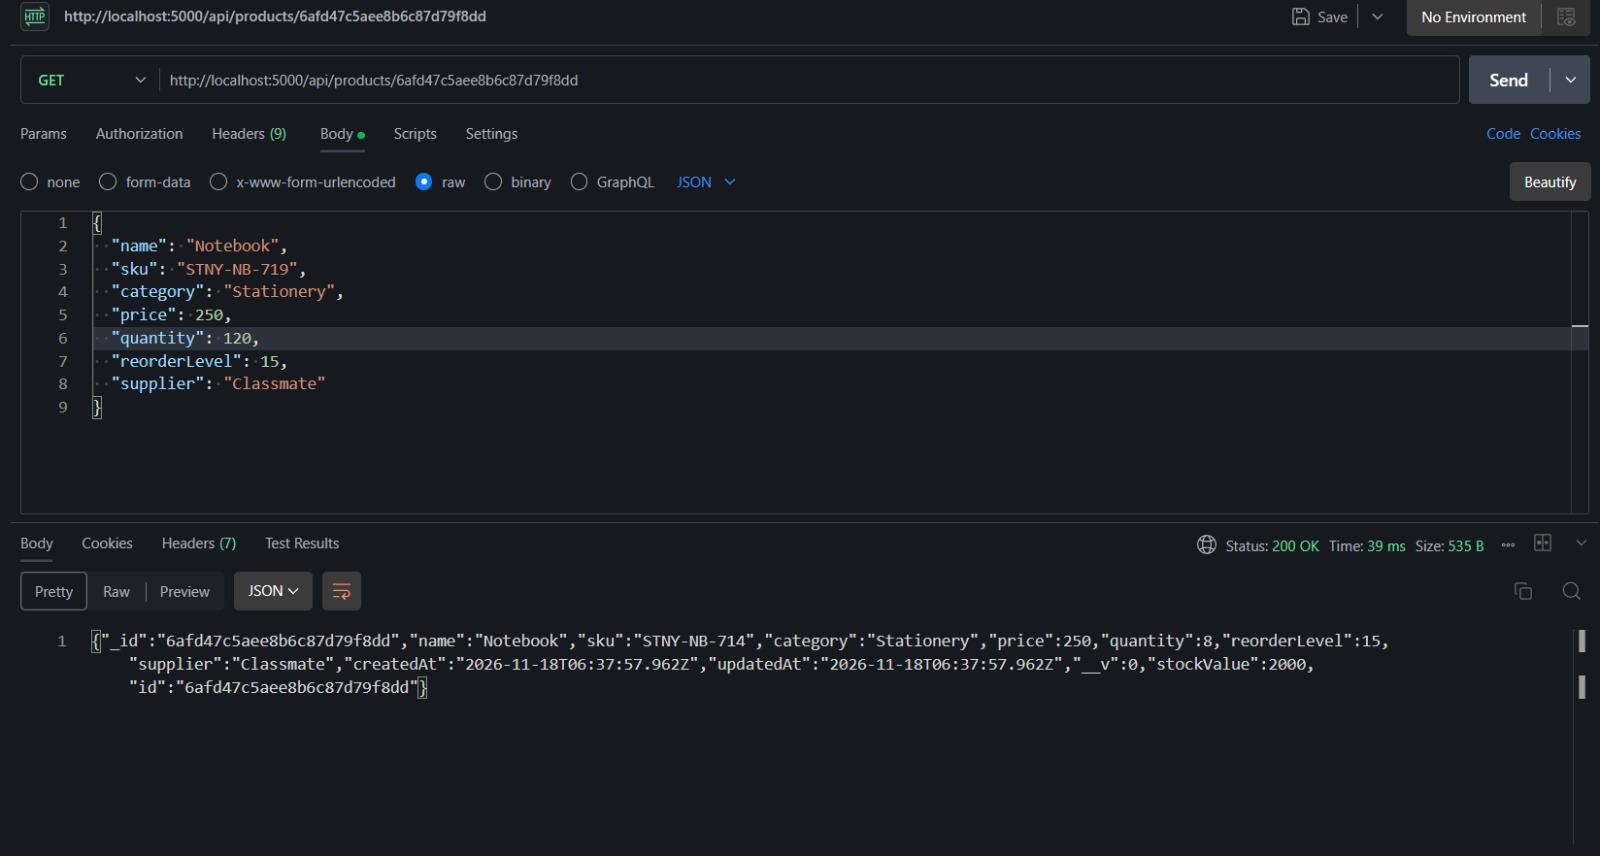 HTTP http://localhost:5000/api/products/6afd47c5aee8b6c87d79f8dd Save No Environment
GET http://localhost:5000/api/products/6afd47c5aee8b6c87d79f8dd Send
Params Authorization Headers (9) Body Scripts Settings Code Cookies
none form-data x-www-form-urlencoded raw binary GraphQL JSON Beautify
1 {
2 "name": "Notebook",
3 "sku": "STNY-NB-719",
4 "category": "Stationery",
5 "price": 250,
6 "quantity": 120,
7 "reorderLevel": 15,
8 "supplier": "Classmate"
9 }
Body Cookies Headers (7) Test Results Status: 200 OK Time: 39 ms Size: 535 B
Pretty Raw Preview JSON
1 {"_id":"6afd47c5aee8b6c87d79f8dd","name":"Notebook","sku":"STNY-NB-714","category":"Stationery","price":250,"quantity":8,"reorderLevel":15,
"supplier":"Classmate","createdAt":"2026-11-18T06:37:57.962Z","updatedAt":"2026-11-18T06:37:57.962Z","__v":0,"stockValue":2000,
"id":"6afd47c5aee8b6c87d79f8dd"}